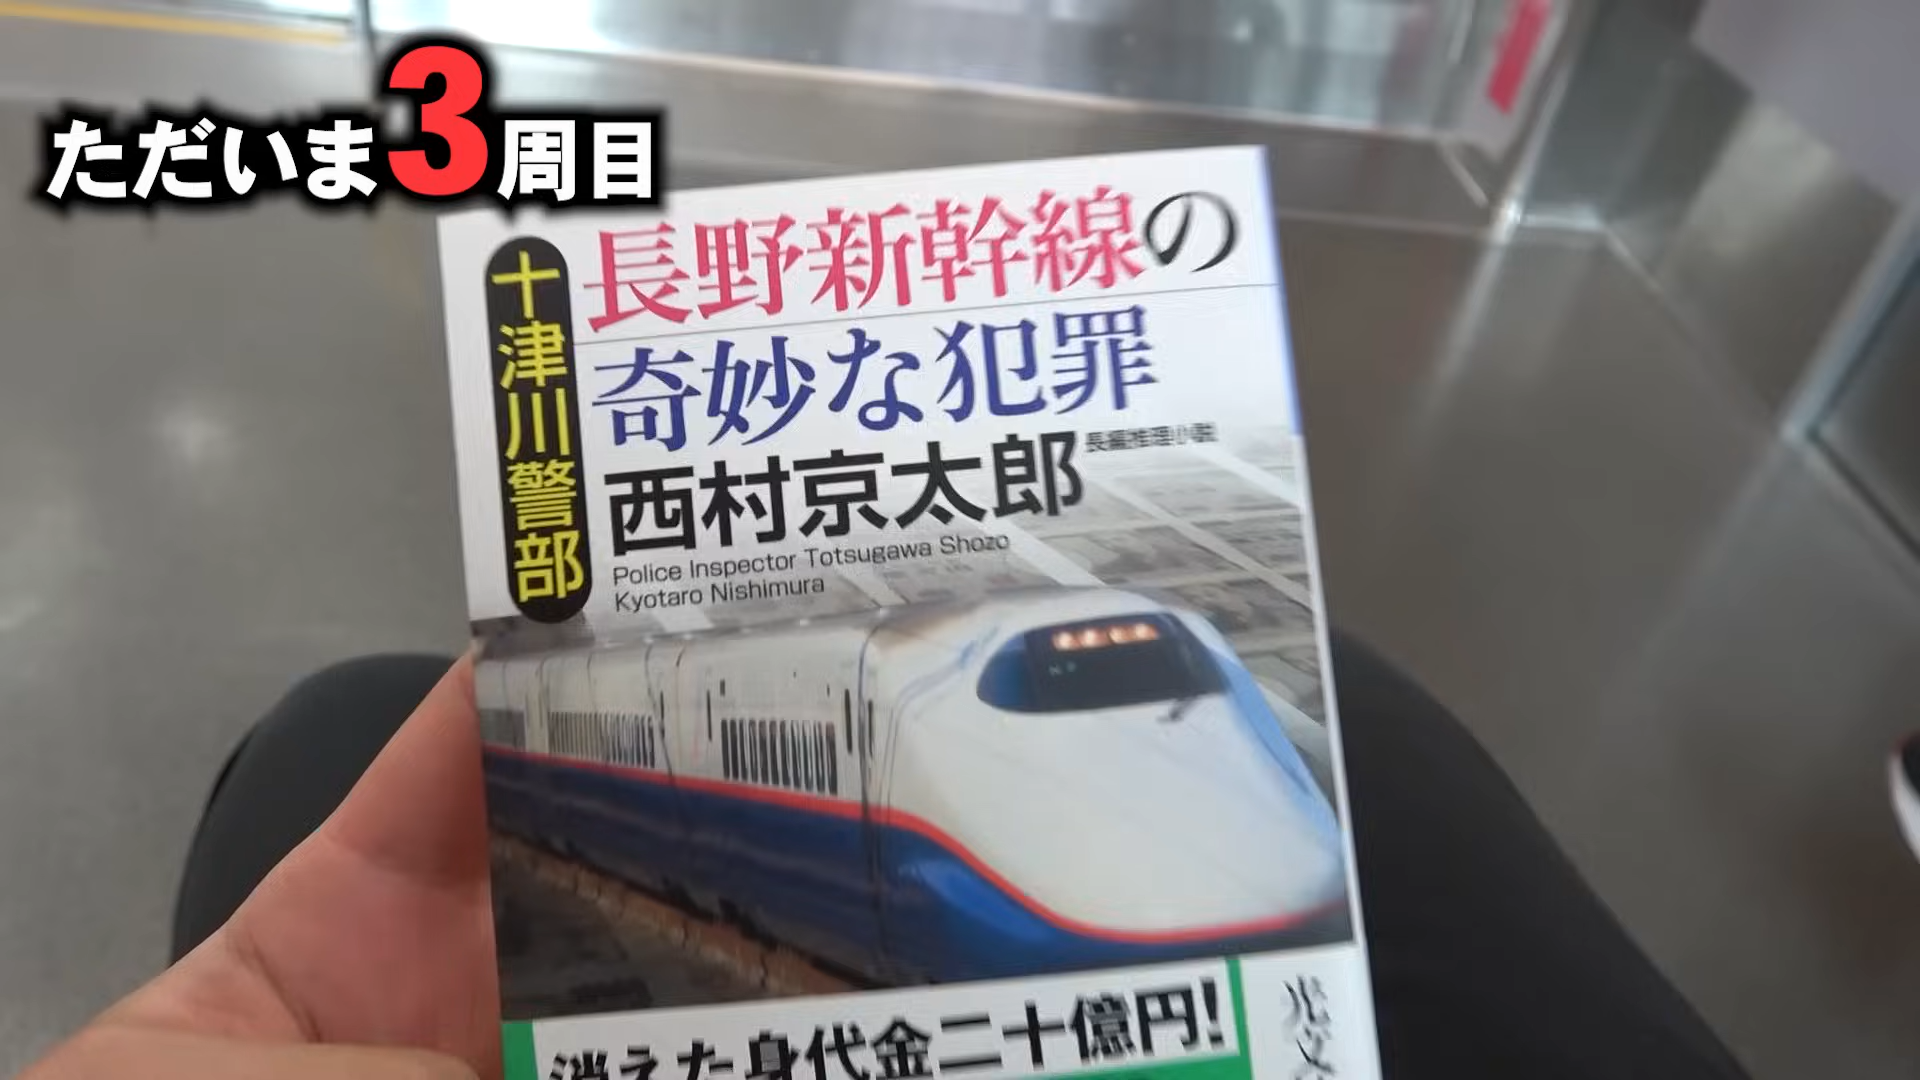 ただいま3周目
十津川警部
長野新幹線の
奇妙な犯罪
長編推理小説
西村京太郎
Police Inspector Totsugawa Shozo
Kyotaro Nishimura
消えた身代金二十億円!
光文